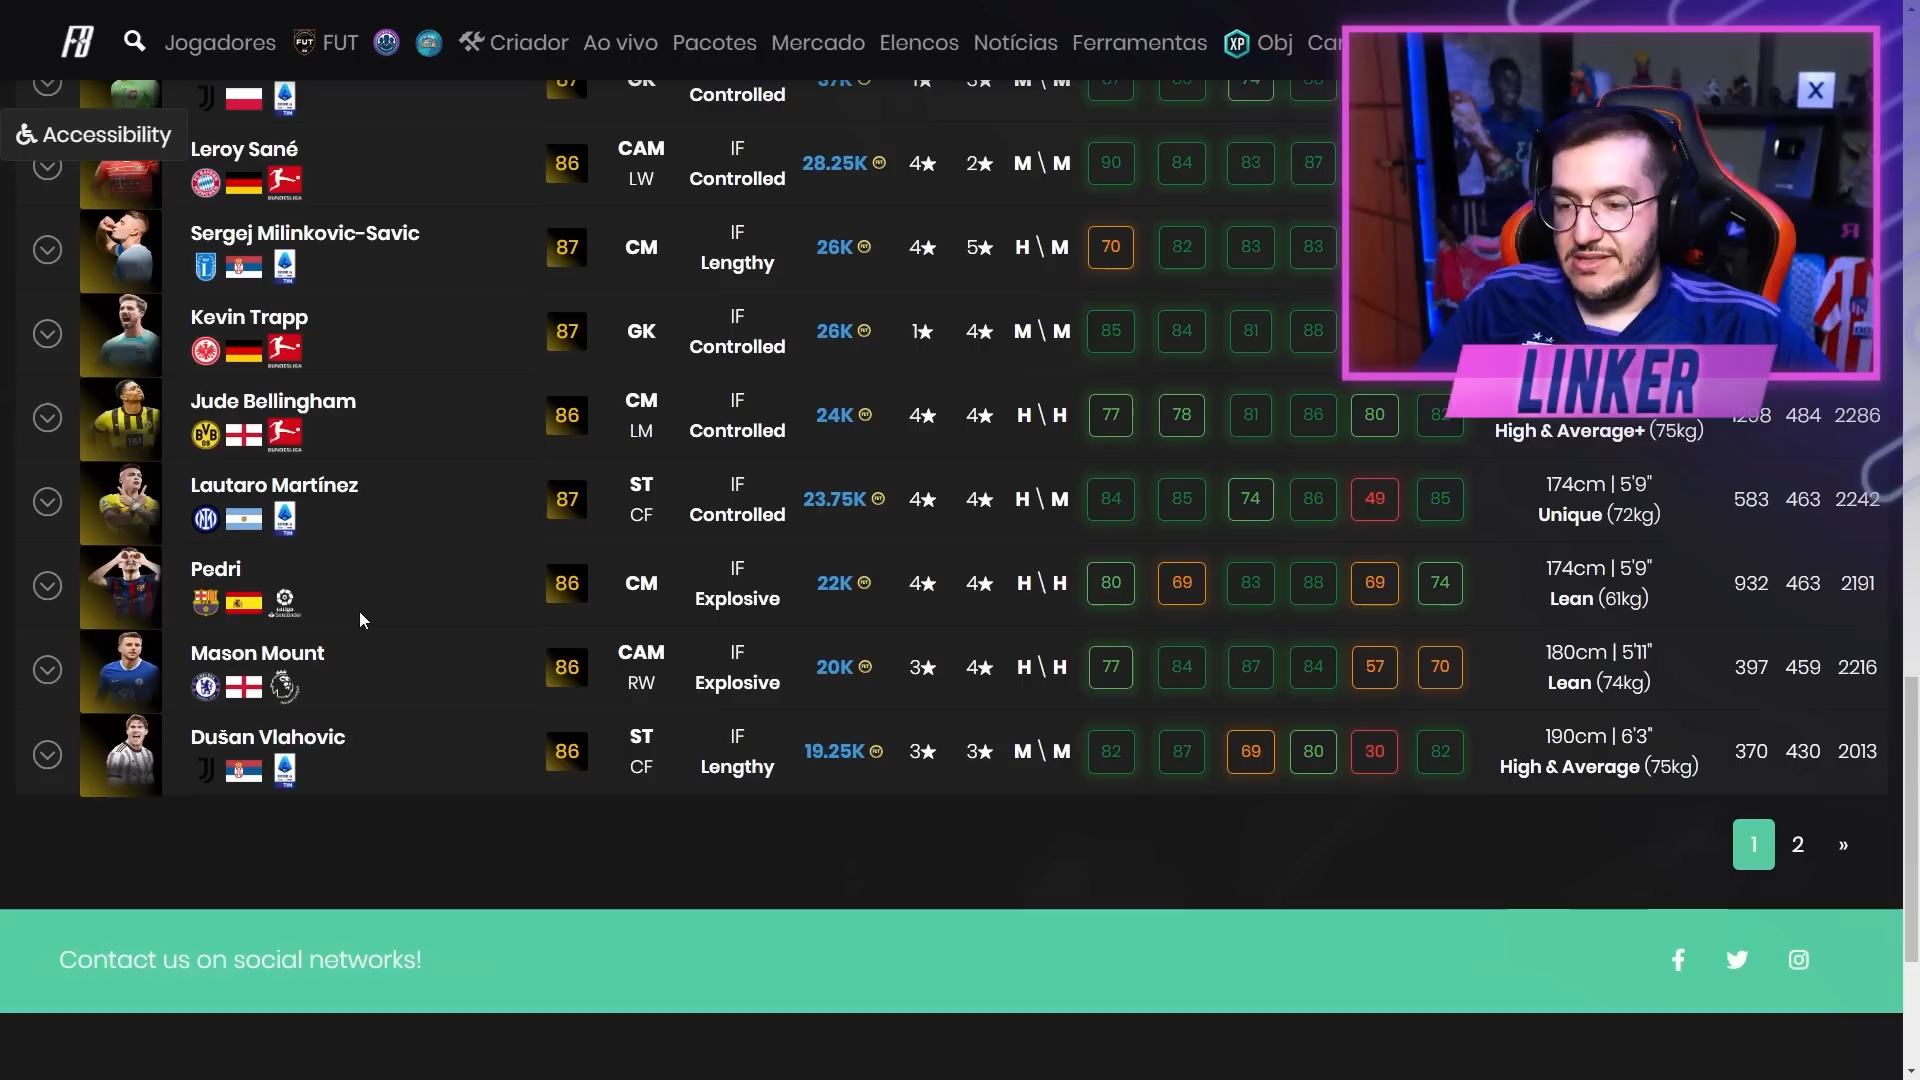 Jogadores FUT Criador Ao vivo Pacotes Mercado Elencos Notícias Ferramentas XP Obj
Accessibility
Controlled
Leroy Sané 86 CAM LW IF Controlled 28.25K 4★ 2★ M \ M 90 84 83 87
Sergej Milinkovic-Savic 87 CM IF Lengthy 26K 4★ 5★ H \ M 70 82 83 83
Kevin Trapp 87 GK IF Controlled 26K 1★ 4★ M \ M 85 84 81 88
Jude Bellingham 86 CM LM IF Controlled 24K 4★ 4★ H \ H 77 78 81 86 80 High & Average+ (75kg) 484 2286
Lautaro Martínez 87 ST CF IF Controlled 23.75K 4★ 4★ H \ M 84 85 74 86 49 85 174cm | 5'9" Unique (72kg) 583 463 2242
Pedri 86 CM IF Explosive 22K 4★ 4★ H \ H 80 69 83 88 69 74 174cm | 5'9" Lean (61kg) 932 463 2191
Mason Mount 86 CAM RW IF Explosive 20K 3★ 4★ H \ H 77 84 87 84 57 70 180cm | 5'11" Lean (74kg) 397 459 2216
Dušan Vlahovic 86 ST CF IF Lengthy 19.25K 3★ 3★ M \ M 82 87 69 80 30 82 190cm | 6'3" High & Average (75kg) 370 430 2013
LINKER
1 2 »
Contact us on social networks!